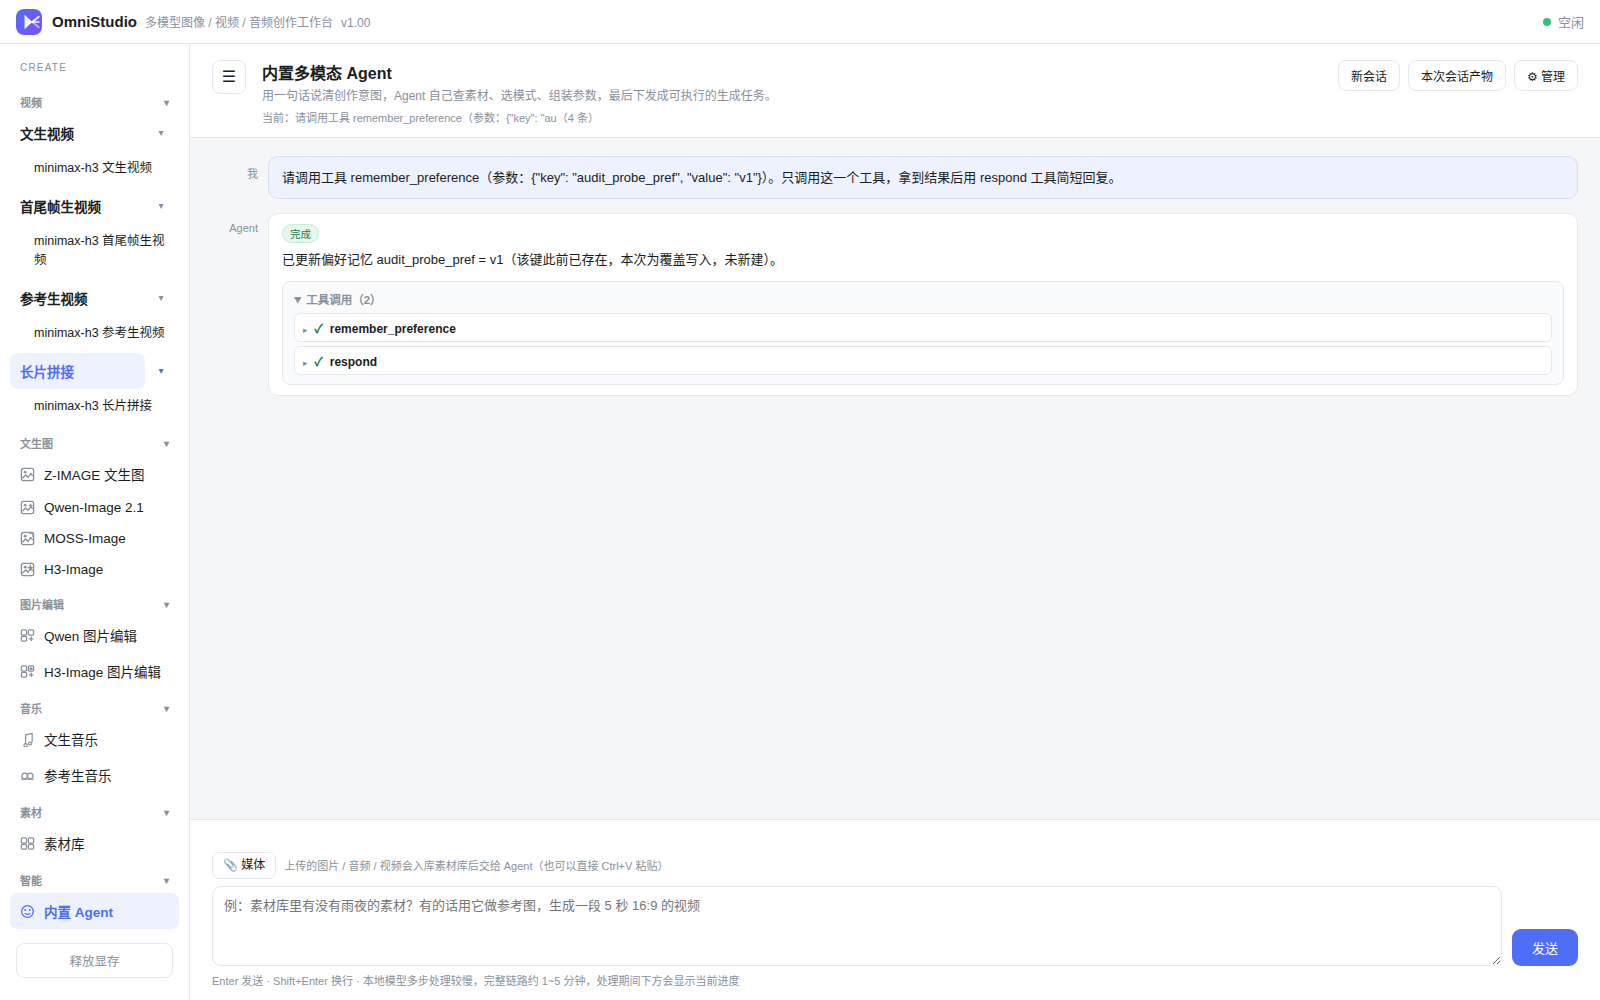 OmniStudio 多模型图像 / 视频 / 音频创作工作台 v1.00
空闲
CREATE
视频
文生视频
minimax-h3 文生视频
首尾帧生视频
minimax-h3 首尾帧生视
频
参考生视频
minimax-h3 参考生视频
长片拼接
minimax-h3 长片拼接
文生图
Z-IMAGE 文生图
Qwen-Image 2.1
MOSS-Image
H3-Image
图片编辑
Qwen 图片编辑
H3-Image 图片编辑
音乐
文生音乐
参考生音乐
素材
素材库
智能
内置 Agent
释放显存
内置多模态 Agent
用一句话说清创作意图，Agent 自己查素材、选模式、组装参数，最后下发成可执行的生成任务。
当前：请调用工具 remember_preference（参数：{"key": "au（4 条）
新会话
本次会话产物
⚙ 管理
我
请调用工具 remember_preference（参数：{"key": "audit_probe_pref", "value": "v1"}）。只调用这一个工具，拿到结果后用 respond 工具简短回复。
Agent
完成
已更新偏好记忆 audit_probe_pref = v1（该键此前已存在，本次为覆盖写入，未新建）。
▼ 工具调用（2）
▸ ✓ remember_preference
▸ ✓ respond
📎 媒体
上传的图片 / 音频 / 视频会入库素材库后交给 Agent（也可以直接 Ctrl+V 粘贴）
例：素材库里有没有雨夜的素材？有的话用它做参考图，生成一段 5 秒 16:9 的视频
发送
Enter 发送 · Shift+Enter 换行 · 本地模型多步处理较慢，完整链路约 1~5 分钟，处理期间下方会显示当前进度